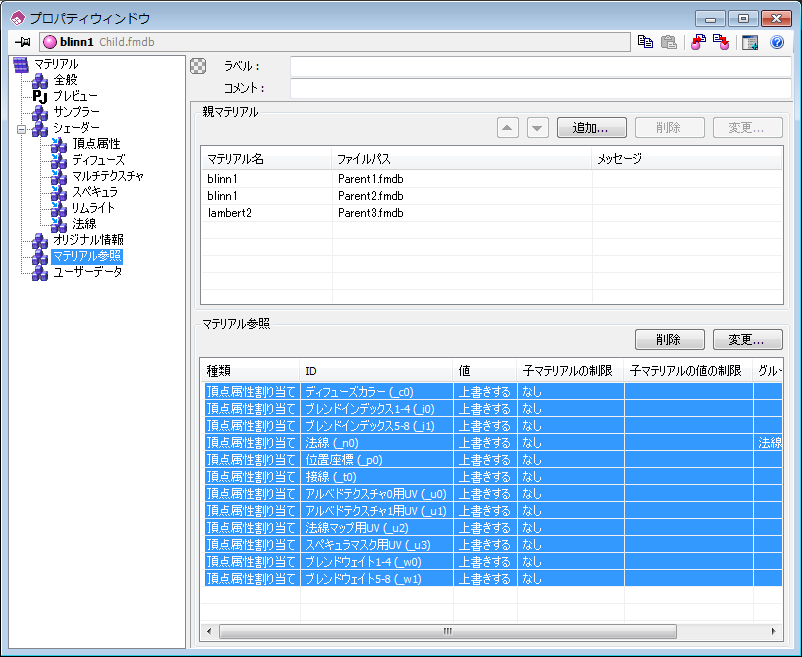 プロパティウィンドウ
blinn1 Child.fmdb
マテリアル
全般
プレビュー
サンプラー
シェーダー
頂点属性
ディフューズ
マルチテクスチャ
スペキュラ
リムライト
法線
オリジナル情報
マテリアル参照
ユーザーデータ
ラベル：
コメント：
親マテリアル
追加... 削除 変更...
マテリアル名 ファイルパス メッセージ
blinn1 Parent1.fmdb
blinn1 Parent2.fmdb
lambert2 Parent3.fmdb
マテリアル参照
削除 変更...
種類 ID 値 子マテリアルの制限 子マテリアルの値の制限 グルー
頂点属性割り当て ディフューズカラー (_c0) 上書きする なし
頂点属性割り当て ブレンドインデックス1-4 (_i0) 上書きする なし
頂点属性割り当て ブレンドインデックス5-8 (_i1) 上書きする なし
頂点属性割り当て 法線 (_n0) 上書きする なし 法線
頂点属性割り当て 位置座標 (_p0) 上書きする なし
頂点属性割り当て 接線 (_t0) 上書きする なし
頂点属性割り当て アルベドテクスチャ0用UV (_u0) 上書きする なし
頂点属性割り当て アルベドテクスチャ1用UV (_u1) 上書きする なし
頂点属性割り当て 法線マップ用UV (_u2) 上書きする なし
頂点属性割り当て スペキュラマスク用UV (_u3) 上書きする なし
頂点属性割り当て ブレンドウェイト1-4 (_w0) 上書きする なし
頂点属性割り当て ブレンドウェイト5-8 (_w1) 上書きする なし